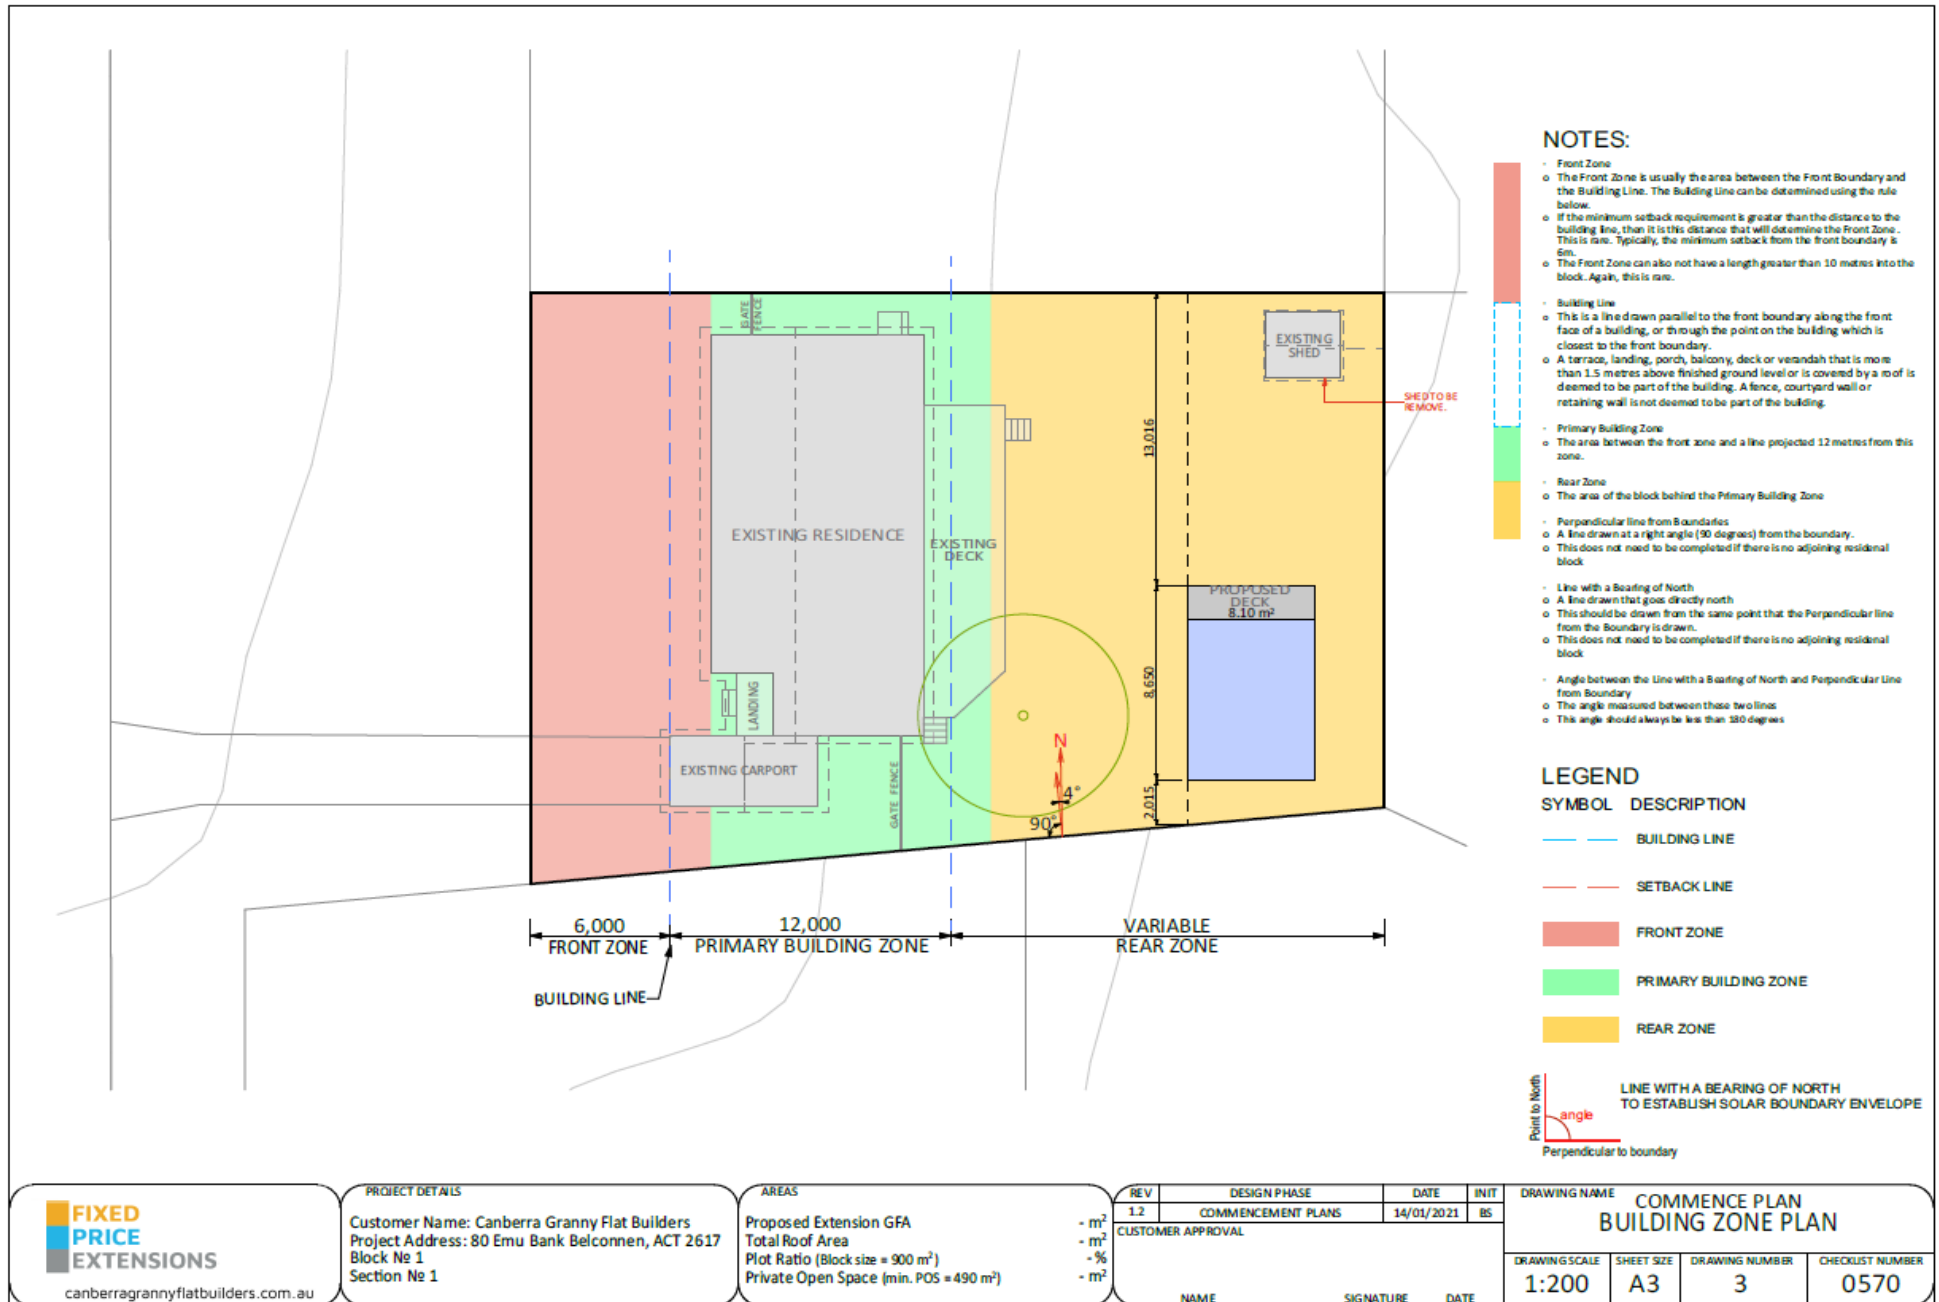 GATE
FENCE
EXISTING
SHED
SHED TO BE
REMOVE.
13,016
EXISTING RESIDENCE
EXISTING
DECK
PROPOSED
DECK
8.10 m²
8,650
LANDING
EXISTING CARPORT
GATE FENCE
N
4°
90°
2,015
6,000
FRONT ZONE
12,000
PRIMARY BUILDING ZONE
VARIABLE
REAR ZONE
BUILDING LINE
NOTES:
- Front Zone
o The Front Zone is usually the area between the Front Boundary and
the Building Line. The Building Line can be determined using the rule
below.
o If the minimum setback requirement is greater than the distance to the
building line, then it is this distance that will determine the Front Zone .
This is rare. Typically, the minimum setback from the front boundary is
6m.
o The Front Zone can also not have a length greater than 10 metres into the
block. Again, this is rare.
- Building Line
o This is a line drawn parallel to the front boundary along the front
face of a building, or through the point on the building which is
closest to the front boundary.
o A terrace, landing, porch, balcony, deck or verandah that is more
than 1.5 metres above finished ground level or is covered by a roof is
deemed to be part of the building. A fence, courtyard wall or
retaining wall is not deemed to be part of the building.
- Primary Building Zone
o The area between the front zone and a line projected 12 metres from this
zone.
- Rear Zone
o The area of the block behind the Primary Building Zone
- Perpendicular line from Boundaries
o A line drawn at a right angle (90 degrees) from the boundary.
o This does not need to be completed if there is no adjoining residenal
block
- Line with a Bearing of North
o A line drawn that goes directly north
o This should be drawn from the same point that the Perpendicular line
from the Boundary is drawn.
o This does not need to be completed if there is no adjoining residenal
block
- Angle between the Line with a Bearing of North and Perpendicular Line
from Boundary
o The angle measured between these two lines
o This angle should always be less than 180 degrees
LEGEND
SYMBOL DESCRIPTION
BUILDING LINE
SETBACK LINE
FRONT ZONE
PRIMARY BUILDING ZONE
REAR ZONE
Point to North
angle
Perpendicular to boundary
LINE WITH A BEARING OF NORTH
TO ESTABLISH SOLAR BOUNDARY ENVELOPE
FIXED
PRICE
EXTENSIONS
canberragrannyflatbuilders.com.au
PROJECT DETAILS
Customer Name: Canberra Granny Flat Builders
Project Address: 80 Emu Bank Belconnen, ACT 2617
Block № 1
Section № 1
AREAS
Proposed Extension GFA - m²
Total Roof Area - m²
Plot Ratio (Block size = 900 m²) - %
Private Open Space (min. POS = 490 m²) - m²
REV DESIGN PHASE DATE INIT
1.2 COMMENCEMENT PLANS 14/01/2021 BS
CUSTOMER APPROVAL
NAME SIGNATURE DATE
DRAWING NAME
COMMENCE PLAN
BUILDING ZONE PLAN
DRAWING SCALE SHEET SIZE DRAWING NUMBER CHECKLIST NUMBER
1:200 A3 3 0570